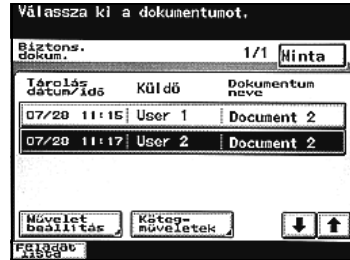 Válassza ki a dokumentumot.
Biztons.
dokum.
1/1
Minta
Tárolás
dátum/idő
Küldő
Dokumentum
neve
07/28 11:15 User 1 Document 2
07/28 11:17 User 2 Document 2
Művelet
beállítás
Kateg-
műveletek
Feladat
lista